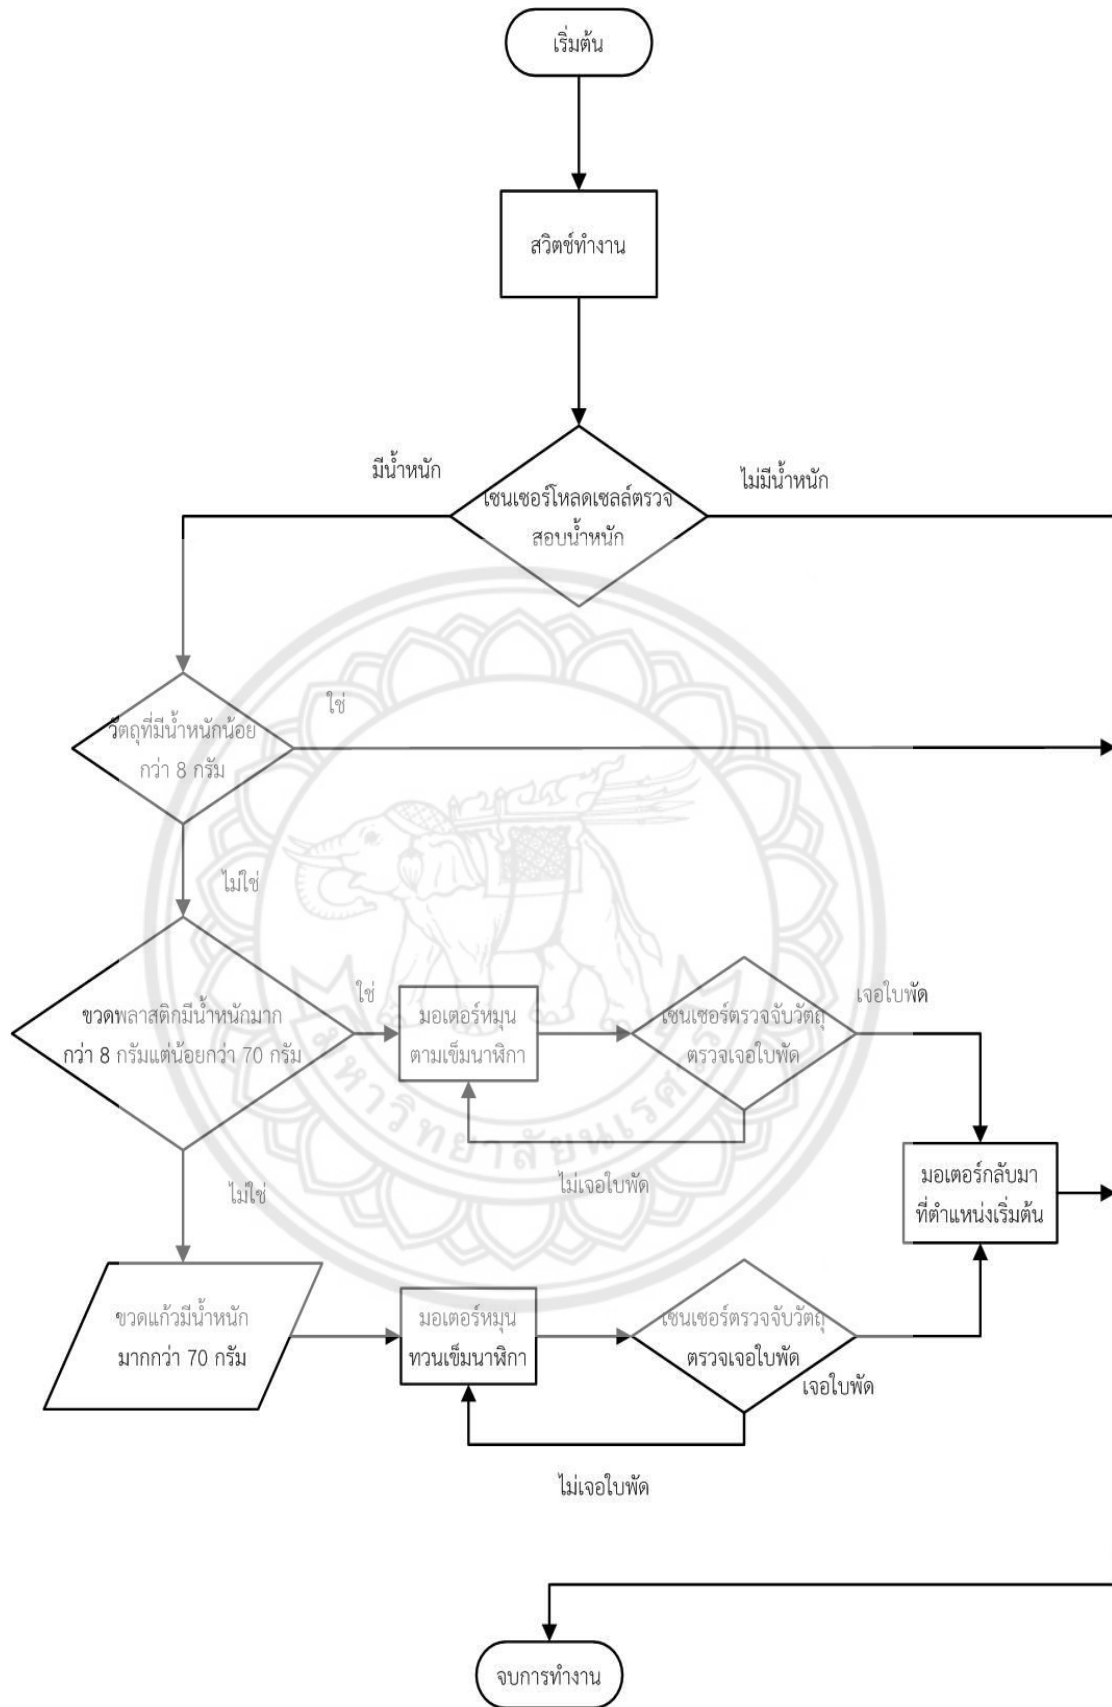 เริ่มต้น
สวิตช์ทำงาน
มีน้ำหนัก
ไม่มีน้ำหนัก
เซนเซอร์โหลดเซลล์ตรวจ
สอบน้ำหนัก
ใช่
วัตถุที่มีน้ำหนักน้อย
กว่า 8 กรัม
ไม่ใช่
ขวดพลาสติกมีน้ำหนักมาก
กว่า 8 กรัมแต่น้อยกว่า 70 กรัม
ใช่
มอเตอร์หมุน
ตามเข็มนาฬิกา
เซนเซอร์ตรวจจับวัตถุ
ตรวจเจอใบพัด
เจอใบพัด
ไม่เจอใบพัด
มหาวิทยาลัยนเรศวร
ไม่ใช่
มอเตอร์กลับมา
ที่ตำแหน่งเริ่มต้น
ขวดแก้วมีน้ำหนัก
มากกว่า 70 กรัม
มอเตอร์หมุน
ทวนเข็มนาฬิกา
เซนเซอร์ตรวจจับวัตถุ
ตรวจเจอใบพัด
เจอใบพัด
ไม่เจอใบพัด
จบการทำงาน